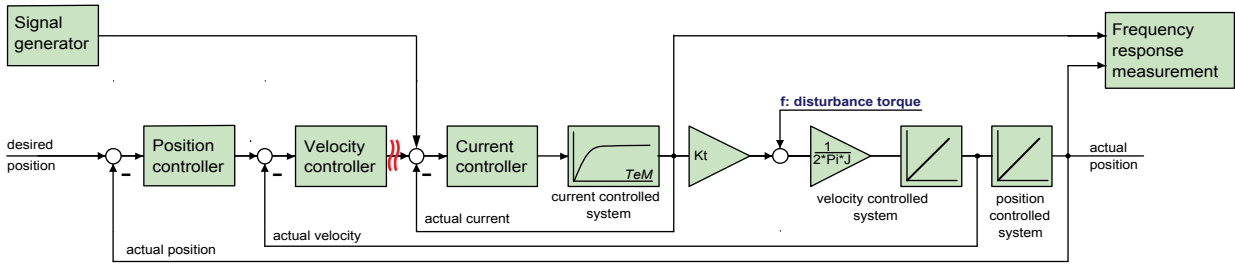 Signal
generator
Frequency
response
measurement
f: disturbance torque
desired
position
Position
controller
Velocity
controller
Current
controller
TeM
current controlled
system
Kt
1
2*Pi*J
velocity controlled
system
position
controlled
system
actual
position
-
-
-
actual current
actual velocity
actual position